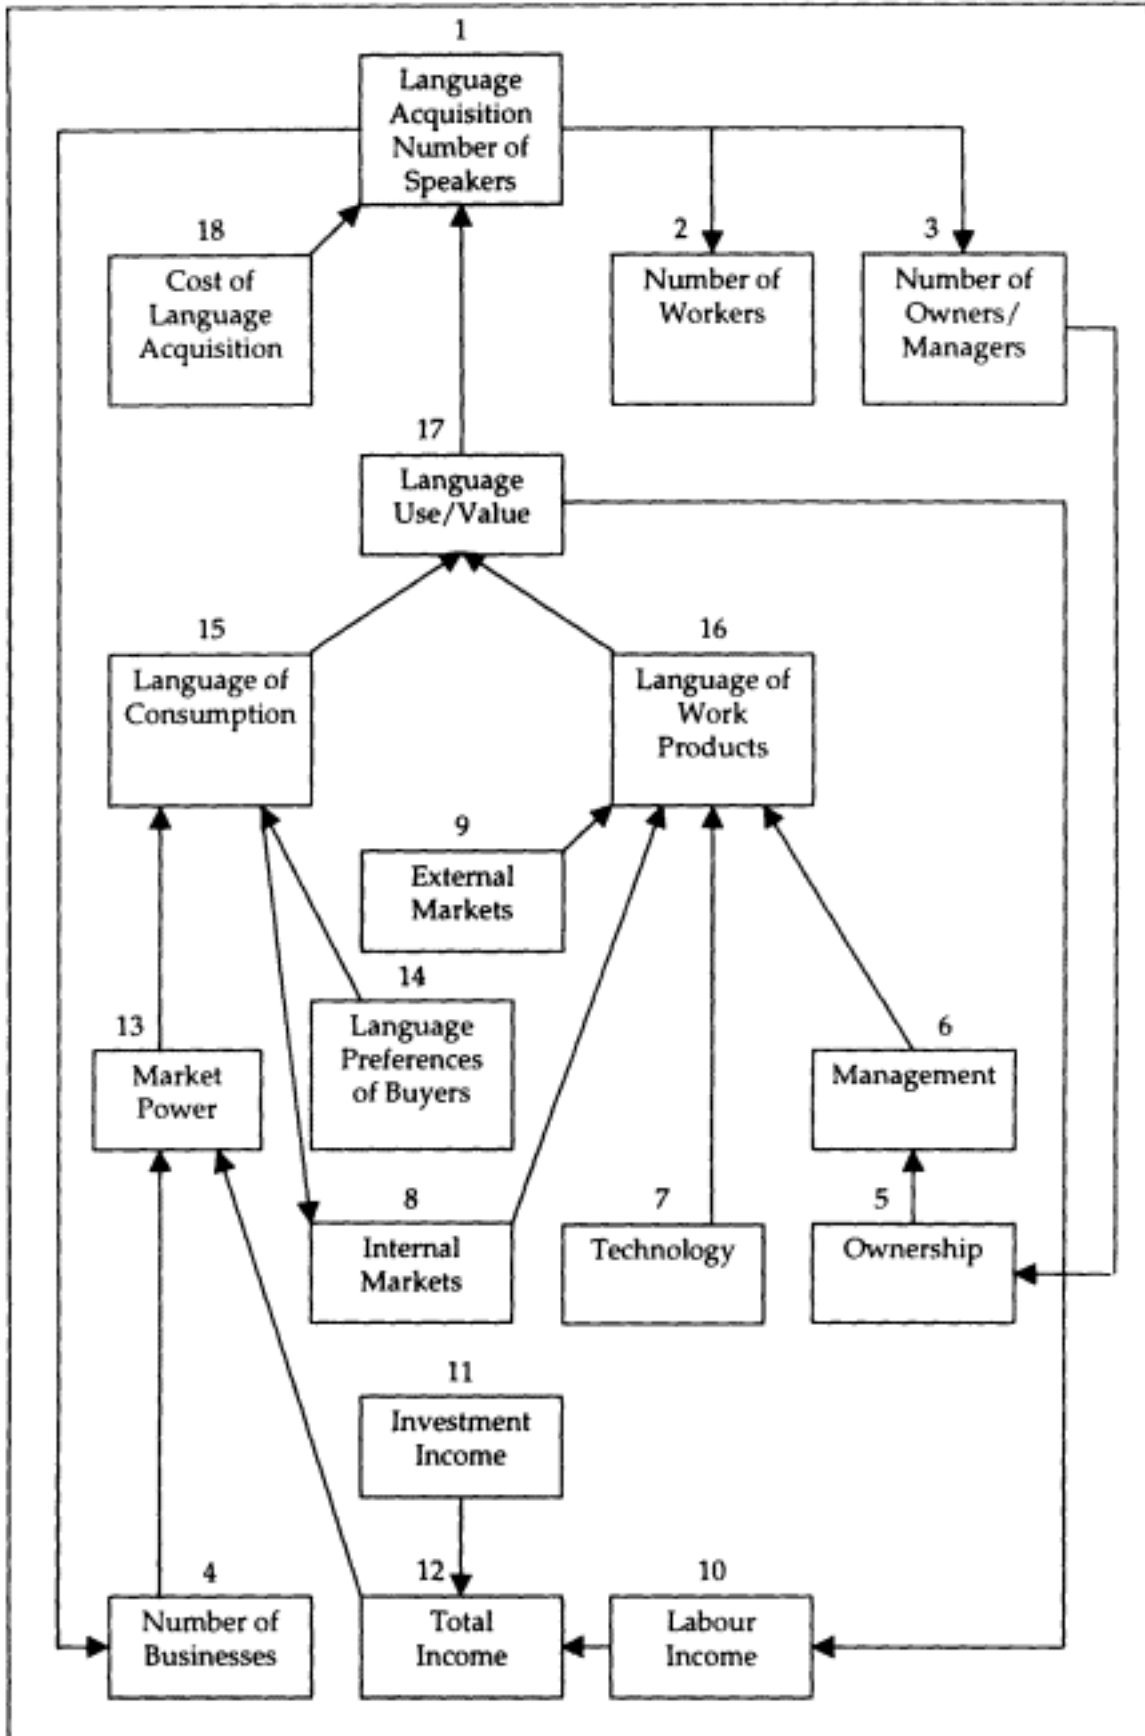 1
Language
Acquisition
Number of
Speakers
18
Cost of
Language
Acquisition
2
Number of
Workers
3
Number of
Owners/
Managers
17
Language
Use/Value
15
Language of
Consumption
16
Language of
Work
Products
9
External
Markets
14
Language
Preferences
of Buyers
13
Market
Power
6
Management
8
Internal
Markets
7
Technology
5
Ownership
11
Investment
Income
4
Number of
Businesses
12
Total
Income
10
Labour
Income